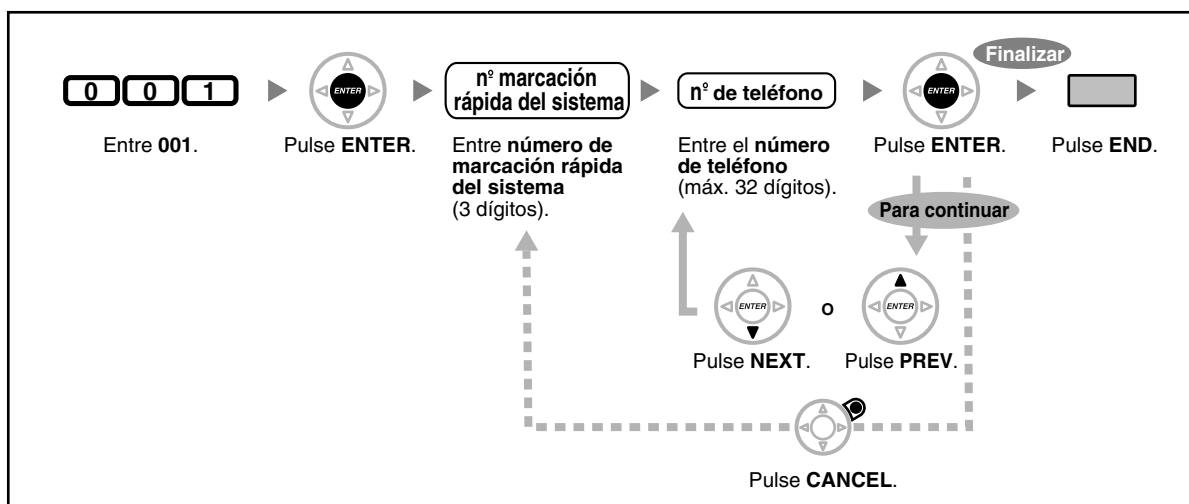 Finalizar
0 0 1
ENTER
nº marcación
rápida del sistema
nº de teléfono
ENTER
Entre 001.
Pulse ENTER.
Entre número de
marcación rápida
del sistema
(3 dígitos).
Entre el número
de teléfono
(máx. 32 dígitos).
Pulse ENTER.
Pulse END.
Para continuar
ENTER
o
ENTER
Pulse NEXT.
Pulse PREV.
Pulse CANCEL.